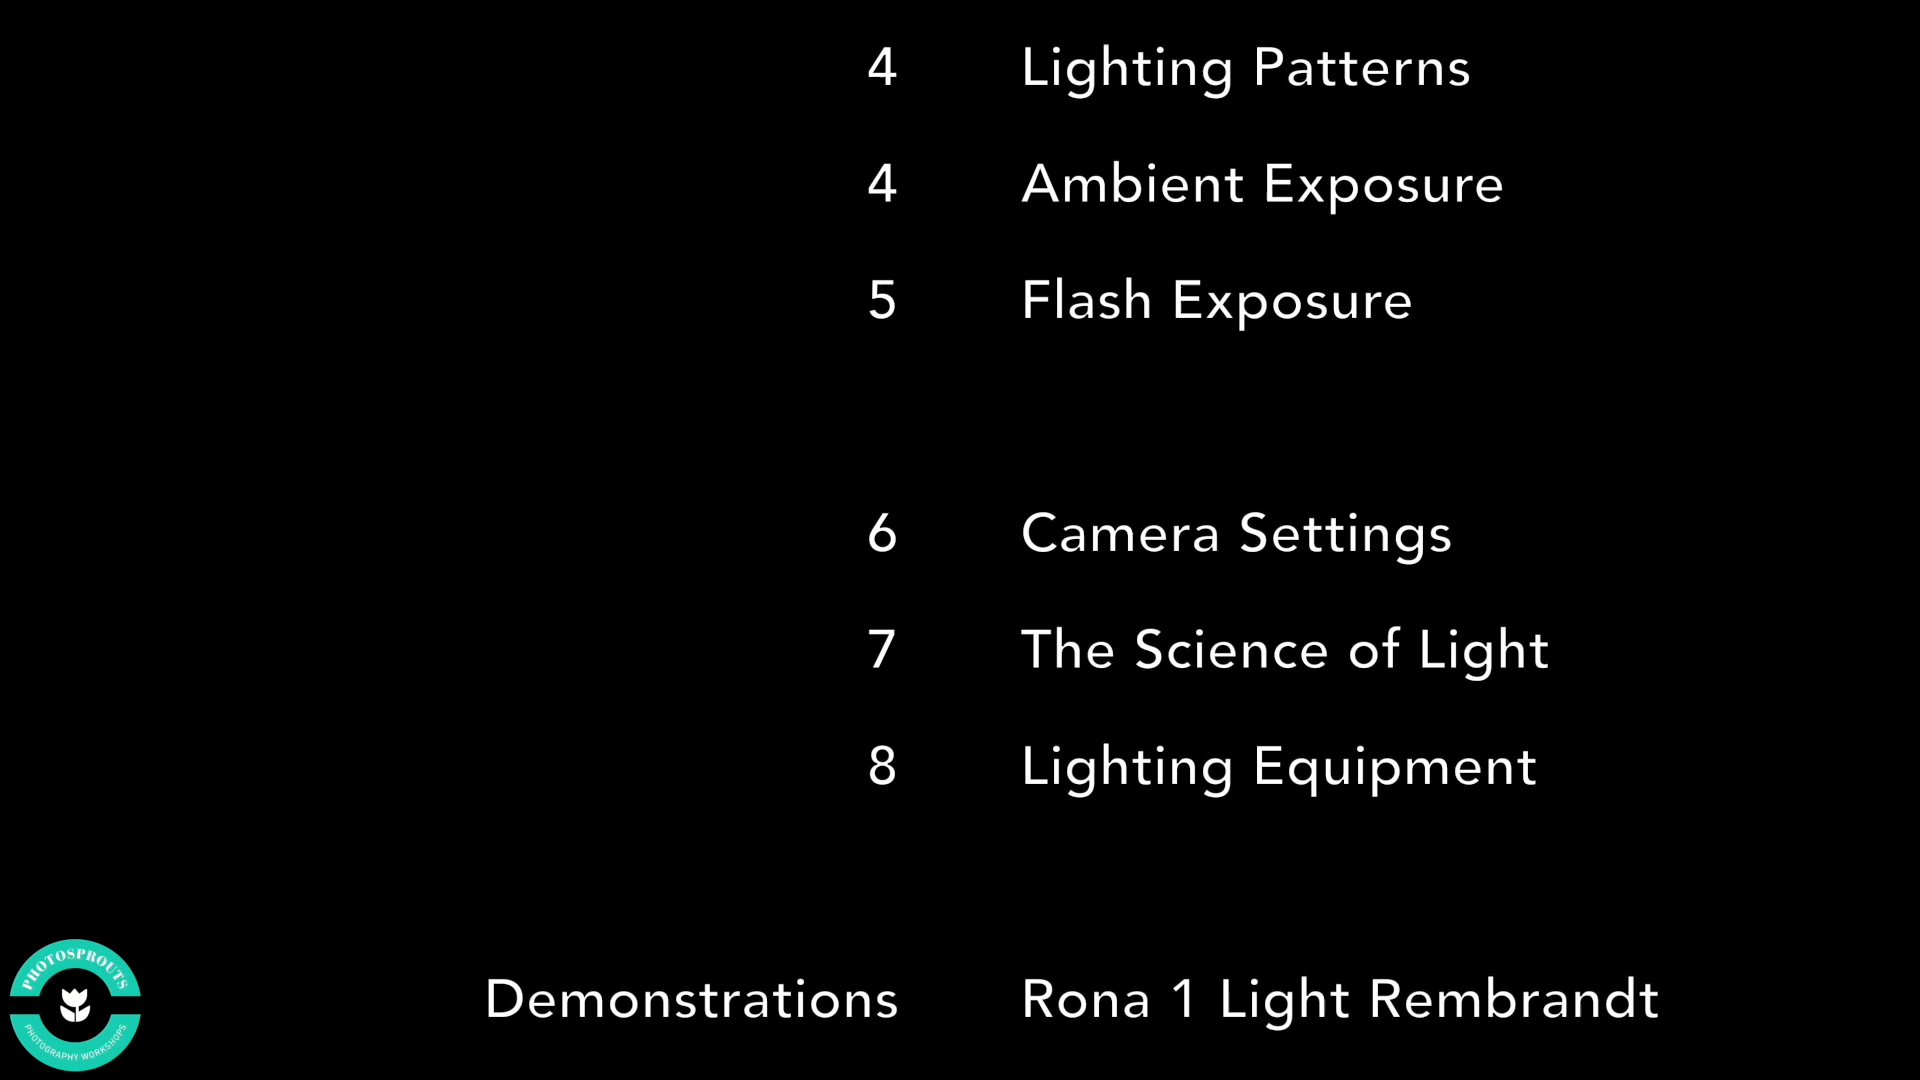 4 Lighting Patterns
4 Ambient Exposure
5 Flash Exposure
6 Camera Settings
7 The Science of Light
8 Lighting Equipment
Demonstrations Rona 1 Light Rembrandt
PHOTOSPROUTS
PHOTOGRAPHY WORKSHOPS